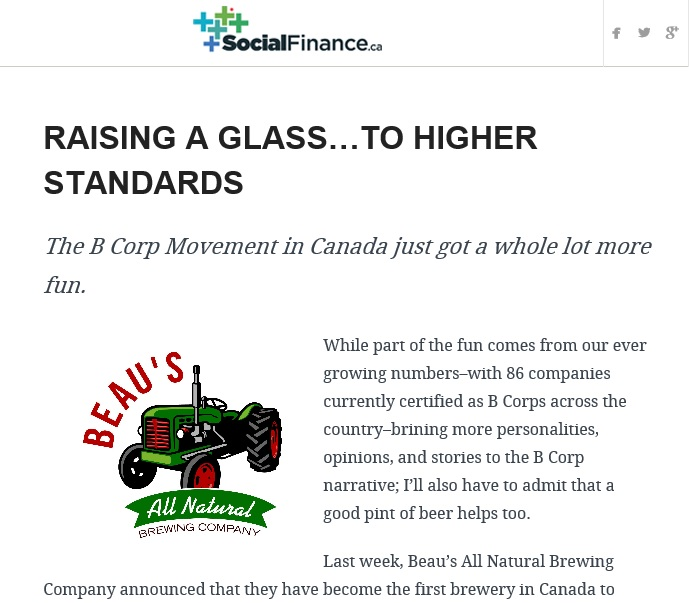 SocialFinance.ca
RAISING A GLASS…TO HIGHER
STANDARDS
The B Corp Movement in Canada just got a whole lot more
fun.
BEAU'S
All Natural
BREWING COMPANY
While part of the fun comes from our ever
growing numbers–with 86 companies
currently certified as B Corps across the
country–brining more personalities,
opinions, and stories to the B Corp
narrative; I’ll also have to admit that a
good pint of beer helps too.
Last week, Beau’s All Natural Brewing
Company announced that they have become the first brewery in Canada to